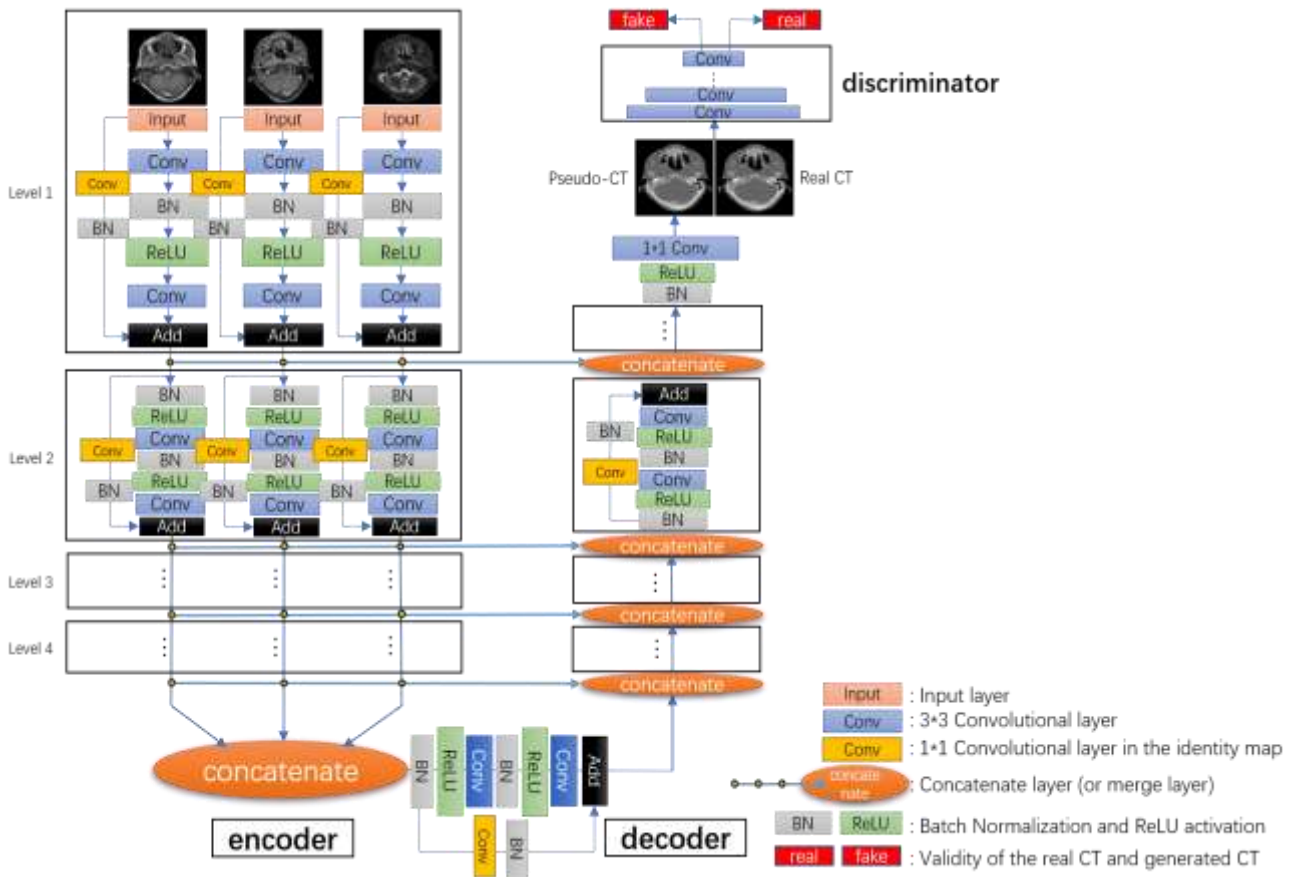 fake
real
Conv
Conv
Conv
discriminator
Pseudo-CT
Real CT
1*1 Conv
ReLU
BN
concatenate
Level 1
Input
Input
Input
Conv
Conv
Conv
Conv
Conv
Conv
BN
BN
BN
BN
BN
BN
ReLU
ReLU
ReLU
Conv
Conv
Conv
Add
Add
Add
Level 2
BN
BN
BN
ReLU
ReLU
ReLU
Conv
Conv
Conv
Conv
Conv
Conv
BN
BN
BN
ReLU
ReLU
ReLU
BN
BN
BN
Conv
Conv
Conv
Add
Add
Add
Add
Conv
BN
ReLU
BN
Conv
Conv
ReLU
BN
concatenate
Level 3
concatenate
Level 4
concatenate
concatenate
BN
ReLU
Conv
BN
ReLU
Conv
Add
Conv
BN
encoder
decoder
Input : Input layer
Conv : 3*3 Convolutional layer
Conv : 1*1 Convolutional layer in the identity map
concate
nate : Concatenate layer (or merge layer)
BN ReLU : Batch Normalization and ReLU activation
real fake : Validity of the real CT and generated CT